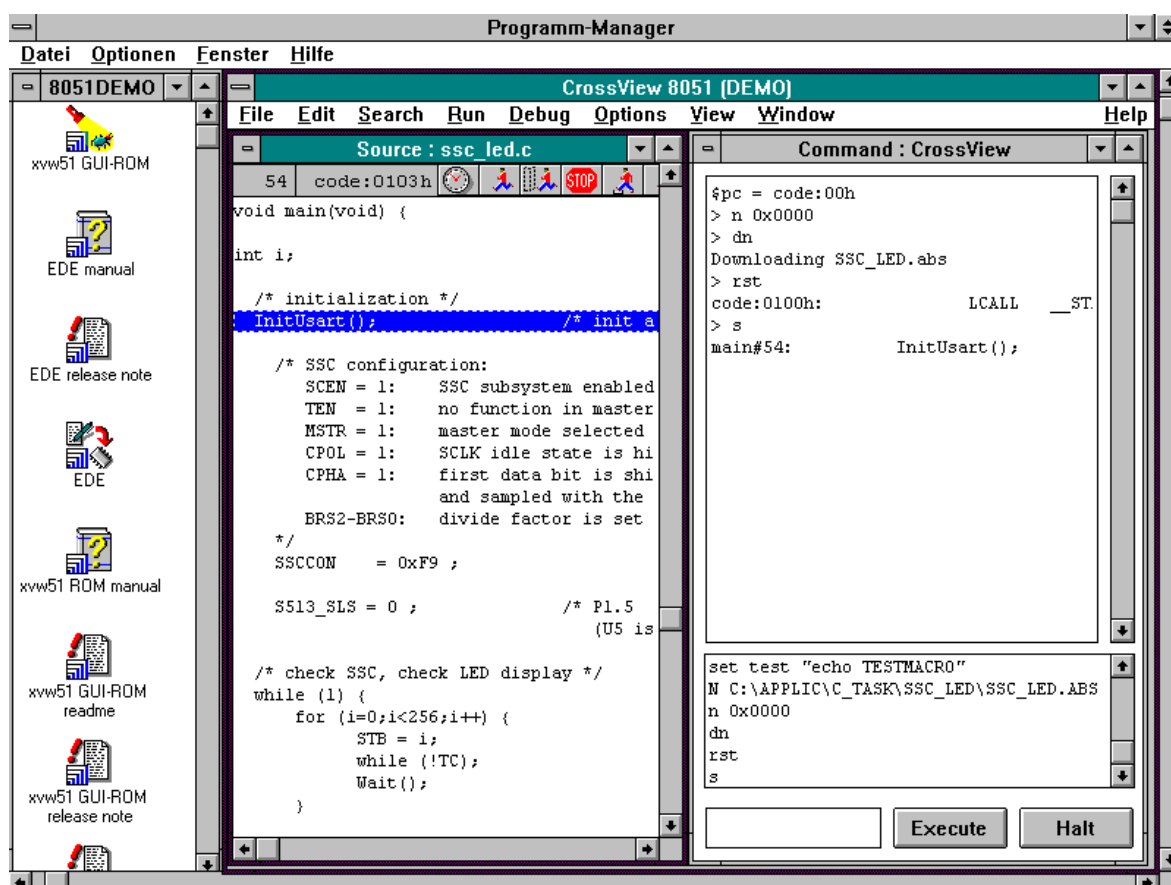 Programm-Manager
Datei Optionen Fenster Hilfe
8051DEMO
xvw51 GUI-ROM
EDE manual
EDE release note
EDE
xvw51 ROM manual
xvw51 GUI-ROM
readme
xvw51 GUI-ROM
release note
CrossView 8051 (DEMO)
File Edit Search Run Debug Options View Window Help
Source : ssc_led.c
54 code:0103h STOP
void main(void) {
int i;
/* initialization */
InitUsart(); /* init a
/* SSC configuration:
SCEN = 1: SSC subsystem enabled
TEN = 1: no function in master
MSTR = 1: master mode selected
CPOL = 1: SCLK idle state is hi
CPHA = 1: first data bit is shi
and sampled with the
BRS2-BRS0: divide factor is set
*/
SSCCON = 0xF9 ;
S513_SLS = 0 ; /* P1.5
(U5 is
/* check SSC, check LED display */
while (1) {
for (i=0;i<256;i++) {
STB = i;
while (!TC);
Wait();
}
Command : CrossView
$pc = code:00h
> n 0x0000
> dn
Downloading SSC_LED.abs
> rst
code:0100h: LCALL __ST
> s
main#54: InitUsart();
set test "echo TESTMACRO"
N C:\APPLIC\C_TASK\SSC_LED\SSC_LED.ABS
n 0x0000
dn
rst
s
Execute Halt